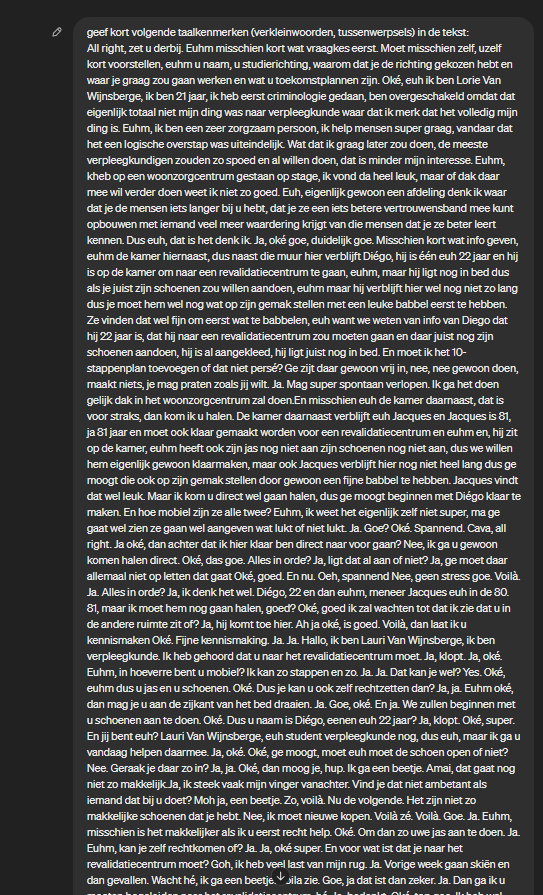 geef kort volgende taalkenmerken (verkleinwoorden, tussenwerpsels) in de tekst:
All right, zet u derbij. Euhm misschien kort wat vraagkes eerst. Moet misschien zelf, uzelf
kort voorstellen, euhm u naam, u studierichting, waarom dat je de richting gekozen hebt en
waar je graag zou gaan werken en wat u toekomstplannen zijn. Oké, euh ik ben Lorie Van
Wijnsberge, ik ben 21 jaar, ik heb eerst criminologie gedaan, ben overgeschakeld omdat dat
eigenlijk totaal niet mijn ding was naar verpleegkunde waar dat ik merk dat het volledig mijn
ding is. Euhm, ik ben een zeer zorgzaam persoon, ik help mensen super graag, vandaar dat
het een logische overstap was uiteindelijk. Wat dat ik graag later zou doen, de meeste
verpleegkundigen zouden zo spoed en al willen doen, dat is minder mijn interesse. Euhm,
kheb op een woonzorgcentrum gestaan op stage, ik vond da heel leuk, maar of dak daar
mee wil verder doen weet ik niet zo goed. Euh, eigenlijk gewoon een afdeling denk ik waar
dat je de mensen iets langer bij u hebt, dat je ze een iets betere vertrouwensband mee kunt
opbouwen met iemand veel meer waardering krijgt van die mensen dat je ze beter leert
kennen. Dus euh, dat is het denk ik. Ja, oké goe, duidelijk goe. Misschien kort wat info geven,
euhm de kamer hiernaast, dus naast die muur hier verblijft Diégo, hij is één euh 22 jaar en hij
is op de kamer om naar een revalidatiecentrum te gaan, euhm, maar hij ligt nog in bed dus
als je juist zijn schoenen zou willen aandoen, euhm maar hij verblijft hier wel nog niet zo lang
dus je moet hem wel nog wat op zijn gemak stellen met een leuke babbel eerst te hebben.
Ze vinden dat wel fijn om eerst wat te babbelen, euh want we weten van info van Diego dat
hij 22 jaar is, dat hij naar een revalidatiecentrum zou moeten gaan en daar juist nog zijn
schoenen aandoen, hij is al aangekleed, hij ligt juist nog in bed. En moet ik het 10-
stappenplan toevoegen of dat niet persé? Ge zijt daar gewoon vrij in, nee, nee gewoon doen,
maakt niets, je mag praten zoals jij wilt. Ja. Mag super spontaan verlopen. Ik ga het doen
gelijk dak in het woonzorgcentrum zal doen.En misschien euh de kamer daarnaast, dat is
voor straks, dan kom ik u halen. De kamer daarnaast verblijft euh Jacques en Jacques is 81,
ja 81 jaar en moet ook klaar gemaakt worden voor een revalidatiecentrum en euhm en, hij zit
op de kamer, euhm heeft ook zijn jas nog niet aan zijn schoenen nog niet aan, dus we willen
hem eigenlijk gewoon klaarmaken, maar ook Jacques verblijft hier nog niet heel lang dus ge
moogt die ook op zijn gemak stellen door gewoon een fijne babbel te hebben. Jacques vindt
dat wel leuk. Maar ik kom u direct wel gaan halen, dus ge moogt beginnen met Diégo klaar te
maken. En hoe mobiel zijn ze alle twee? Euhm, ik weet het eigenlijk zelf niet super, ma ge
gaat wel zien ze gaan wel aangeven wat lukt of niet lukt. Ja. Goe? Oké. Spannend. Cava, all
right. Ja oké, dan achter dat ik hier klaar ben direct naar voor gaan? Nee, ik ga u gewoon
komen halen direct. Oké, das goe. Alles in orde? Ja, ligt dat al aan of niet? Ja, ge moet daar
allemaal niet op letten dat gaat Oké, goed. En nu. Oeh, spannend Nee, geen stress goe. Voilà.
Ja. Alles in orde? Ja, ik denk het wel. Diégo, 22 en dan euhm, meneer Jacques euh in de 80.
81, maar ik moet hem nog gaan halen, goed? Oké, goed ik zal wachten tot dat ik zie dat u in
de andere ruimte zit of? Ja, hij komt toe hier. Ah ja oké, is goed. Voilà, dan laat ik u
kennismaken Oké. Fijne kennismaking. Ja. Ja. Hallo, ik ben Lauri Van Wijnsberge, ik ben
verpleegkunde. Ik heb gehoord dat u naar het revalidatiecentrum moet. Ja, klopt. Ja, oké.
Euhm, in hoeverre bent u mobiel? Ik kan zo stappen en zo. Ja. Ja. Dat kan je wel? Yes. Oké,
euhm dus u jas en u schoenen. Oké. Dus je kan u ook zelf rechtzetten dan? Ja, ja. Euhm oké,
dan mag je u aan de zijkant van het bed draaien. Ja. Goe, oké. En ja. We zullen beginnen met
u schoenen aan te doen. Oké. Dus u naam is Diégo, eenen euh 22 jaar? Ja, klopt. Oké, super.
En jij bent euh? Lauri Van Wijnsberge, euh student verpleegkunde nog, dus euh, maar ik ga u
vandaag helpen daarmee. Ja, oké. Oké, ge moogt, moet euh moet de schoen open of niet?
Nee. Geraak je daar zo in? Ja, ja. Oké, dan moog je, hup. Ik ga een beetje. Amai, dat gaat nog
niet zo makkelijk.Ja, ik steek vaak mijn vinger vanachter. Vind je dat niet ambetant als
iemand dat bij u doet? Moh ja, een beetje. Zo, voilà. Nu de volgende. Het zijn niet zo
makkelijke schoenen dat je hebt. Nee, ik moet nieuwe kopen. Voilà zé. Voilà. Goe. Ja. Euhm,
misschien is het makkelijker als ik u eerst recht help. Oké. Om dan zo uwe jas aan te doen. Ja.
Euhm, kan je zelf rechtkomen of? Ja. Ja, oké super. En voor wat ist dat je naar het
revalidatiecentrum moet? Goh, ik heb veel last van mijn rug. Ja. Vorige week gaan skiën en
dan gevallen. Wacht hé, ik ga een beetje. zie. Goe, ja dat ist dan zeker. Ja. Dan ga ik u